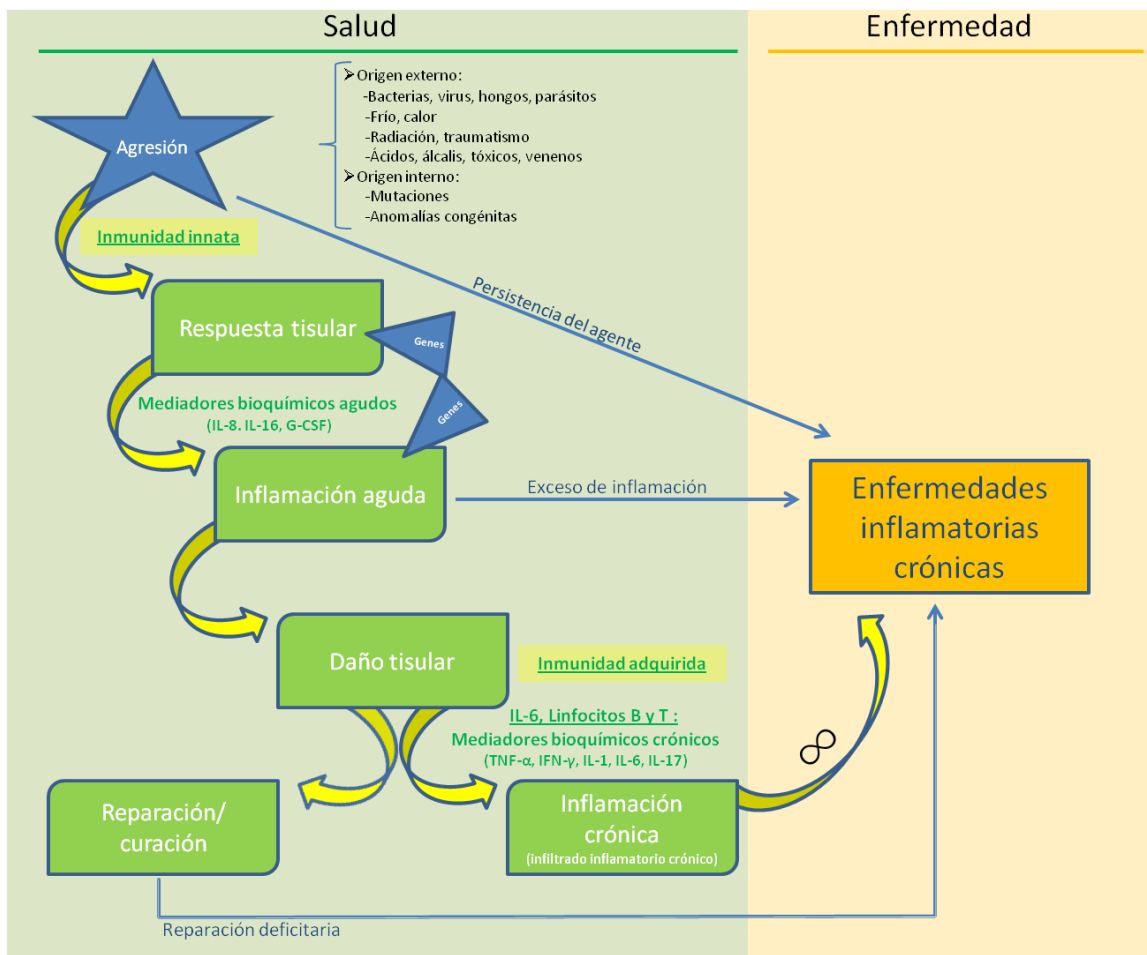 Salud
Enfermedad
Agresión
➢Origen externo:
-Bacterias, virus, hongos, parásitos
-Frío, calor
-Radiación, traumatismo
-Ácidos, álcalis, tóxicos, venenos
➢Origen interno:
-Mutaciones
-Anomalías congénitas
Inmunidad innata
Persistencia del agente
Respuesta tisular
Genes
Mediadores bioquímicos agudos
(IL-8. IL-16, G-CSF)
Genes
Inflamación aguda
Exceso de inflamación
Enfermedades
inflamatorias
crónicas
Daño tisular
Inmunidad adquirida
IL-6, Linfocitos B y T :
Mediadores bioquímicos crónicos
(TNF-α, IFN-γ, IL-1, IL-6, IL-17)
∞
Reparación/
curación
Inflamación
crónica
(infiltrado inflamatorio crónico)
Reparación deficitaria